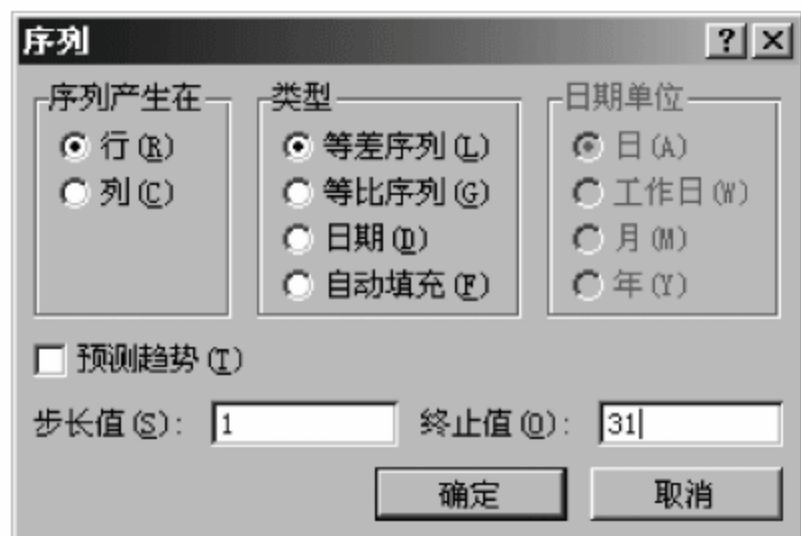 序列
序列产生在 类型 日期单位
行(R) 等差序列(L) 日(A)
列(C) 等比序列(G) 工作日(W)
日期(D) 月(M)
自动填充(F) 年(Y)
预测趋势(T)
步长值(S): 1 终止值(O): 31
确定 取消